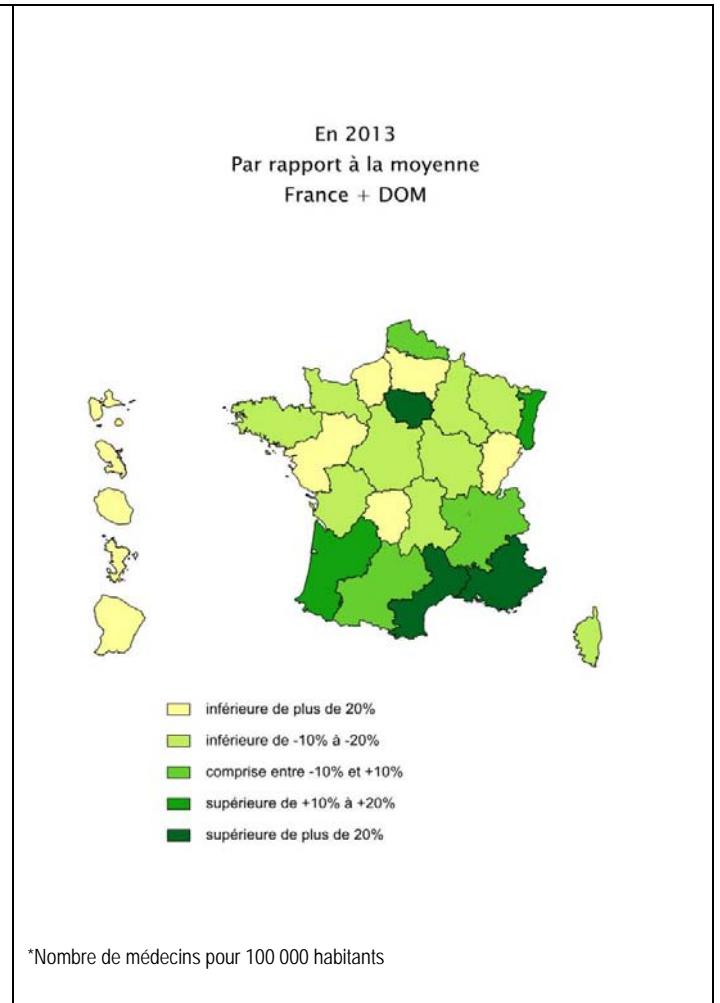 En 2013
Par rapport à la moyenne
France + DOM
inférieure de plus de 20%
inférieure de -10% à -20%
comprise entre -10% et +10%
supérieure de +10% à +20%
supérieure de plus de 20%
*Nombre de médecins pour 100 000 habitants